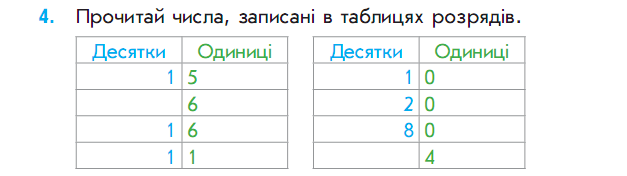 4. Прочитай числа, записані в таблицях розрядів.
Десятки Одиниці Десятки Одиниці
1 5 1 0
6 2 0
1 6 8 0
1 1 4